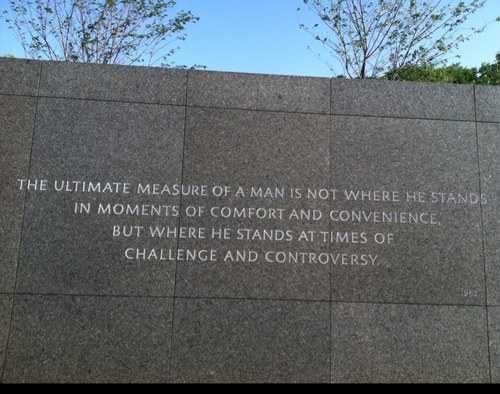 THE ULTIMATE MEASURE OF A MAN IS NOT WHERE HE STANDS
IN MOMENTS OF COMFORT AND CONVENIENCE,
BUT WHERE HE STANDS AT TIMES OF
CHALLENGE AND CONTROVERSY.
1963